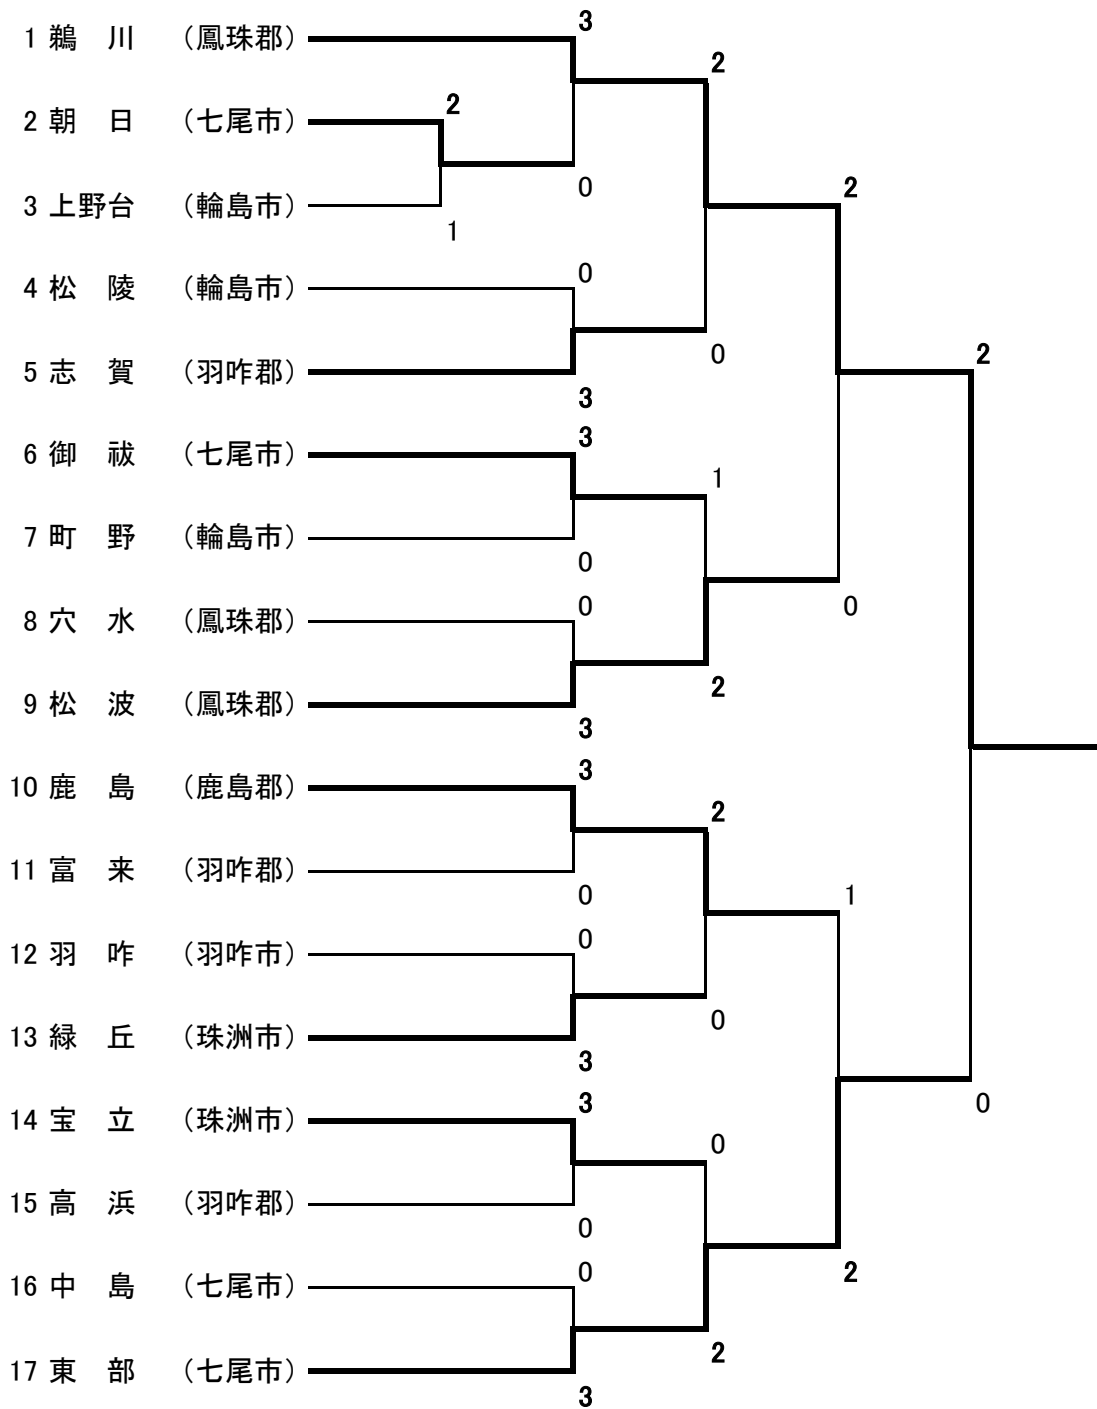 3
1 鵜 川 （鳳珠郡）
2
2
2 朝 日 （七尾市）
2
0
3 上野台 （輪島市）
1
0
4 松 陵 （輪島市）
0
2
5 志 賀 （羽咋郡）
3
3
6 御 祓 （七尾市）
1
7 町 野 （輪島市）
0
0
0
8 穴 水 （鳳珠郡）
2
9 松 波 （鳳珠郡）
3
3
10 鹿 島 （鹿島郡）
2
11 富 来 （羽咋郡）
0
1
0
12 羽 咋 （羽咋市）
0
13 緑 丘 （珠洲市）
3
3
0
14 宝 立 （珠洲市）
0
15 高 浜 （羽咋郡）
0
0
2
16 中 島 （七尾市）
2
17 東 部 （七尾市）
3